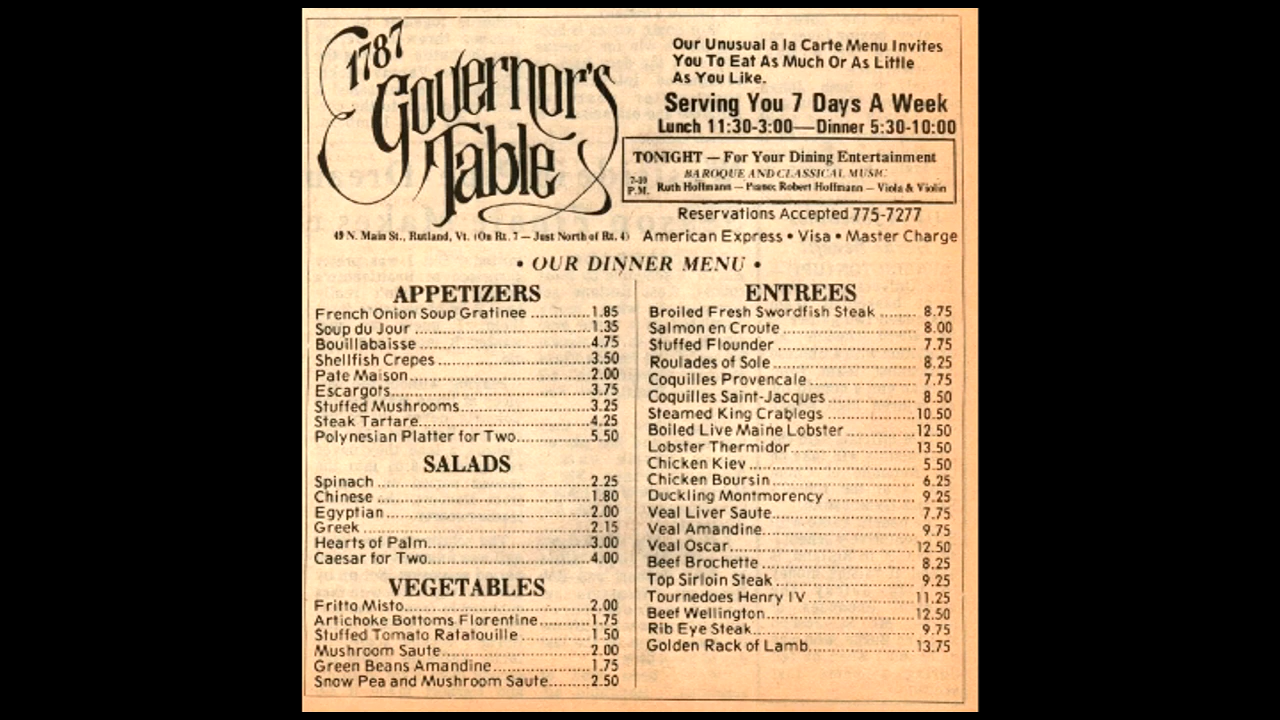 1787
Governor's
Table
49 N. Main St., Rutland, Vt. (On Rt. 7 — Just North of Rt. 4)
Our Unusual a la Carte Menu Invites
You To Eat As Much Or As Little
As You Like.
Serving You 7 Days A Week
Lunch 11:30-3:00—Dinner 5:30-10:00
TONIGHT — For Your Dining Entertainment
BAROQUE AND CLASSICAL MUSIC
7-10
P.M.
Ruth Hoffmann — Piano; Robert Hoffmann — Viola & Violin
Reservations Accepted 775-7277
American Express • Visa • Master Charge
• OUR DINNER MENU •
APPETIZERS
French Onion Soup Gratinee ............ 1.85
Soup du Jour ............ 1.35
Bouillabaisse ............ 4.75
Shellfish Crepes ............ 3.50
Pate Maison ............ 2.00
Escargots ............ 3.75
Stuffed Mushrooms ............ 3.25
Steak Tartare ............ 4.25
Polynesian Platter for Two ............ 5.50
SALADS
Spinach ............ 2.25
Chinese ............ 1.80
Egyptian ............ 2.00
Greek ............ 2.15
Hearts of Palm ............ 3.00
Caesar for Two ............ 4.00
VEGETABLES
Fritto Misto ............ 2.00
Artichoke Bottoms Florentine ............ 1.75
Stuffed Tomato Ratatouille ............ 1.50
Mushroom Saute ............ 2.00
Green Beans Amandine ............ 1.75
Snow Pea and Mushroom Saute ............ 2.50
ENTREES
Broiled Fresh Swordfish Steak ............ 8.75
Salmon en Croute ............ 8.00
Stuffed Flounder ............ 7.75
Roulades of Sole ............ 8.25
Coquilles Provencale ............ 7.75
Coquilles Saint-Jacques ............ 8.50
Steamed King Crablegs ............ 10.50
Boiled Live Maine Lobster ............ 12.50
Lobster Thermidor ............ 13.50
Chicken Kiev ............ 5.50
Chicken Boursin ............ 6.25
Duckling Montmorency ............ 9.25
Veal Liver Saute ............ 7.75
Veal Amandine ............ 9.75
Veal Oscar ............ 12.50
Beef Brochette ............ 8.25
Top Sirloin Steak ............ 9.25
Tournedoes Henry IV ............ 11.25
Beef Wellington ............ 12.50
Rib Eye Steak ............ 9.75
Golden Rack of Lamb ............ 13.75